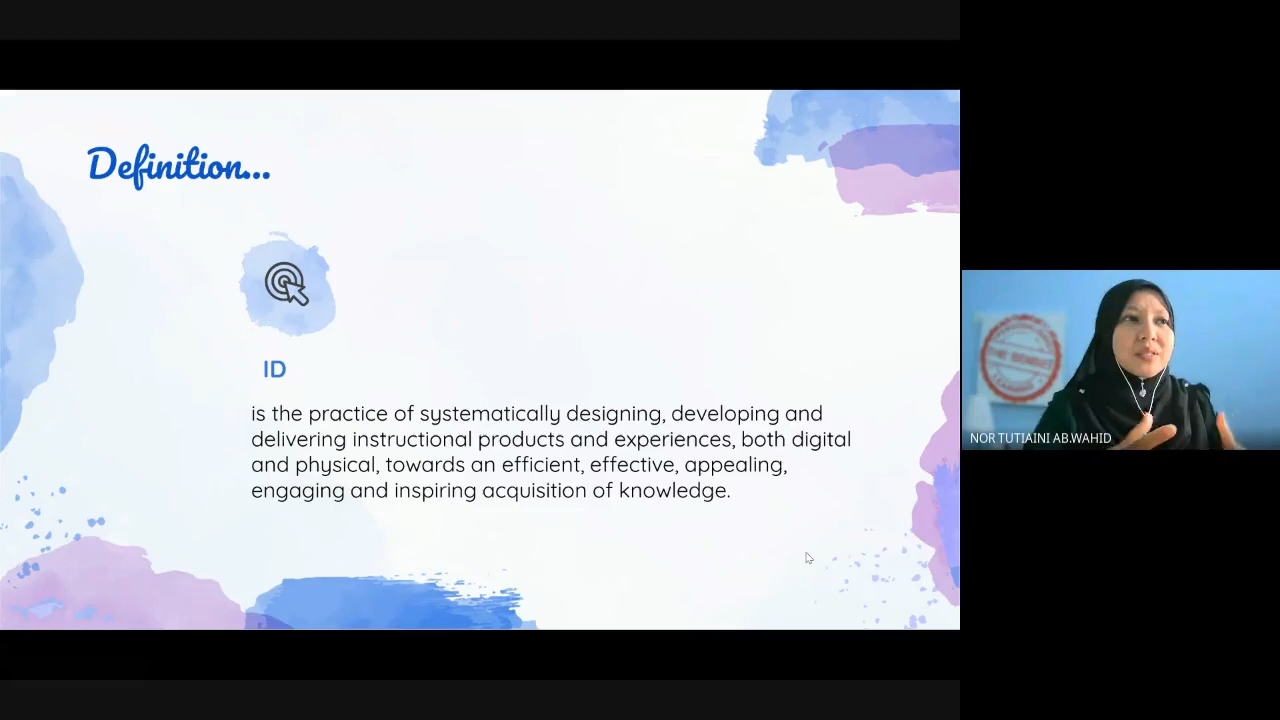 Definition...
ID
is the practice of systematically designing, developing and
delivering instructional products and experiences, both digital
and physical, towards an efficient, effective, appealing,
engaging and inspiring acquisition of knowledge.
NOR TUTIAINI AB.WAHID